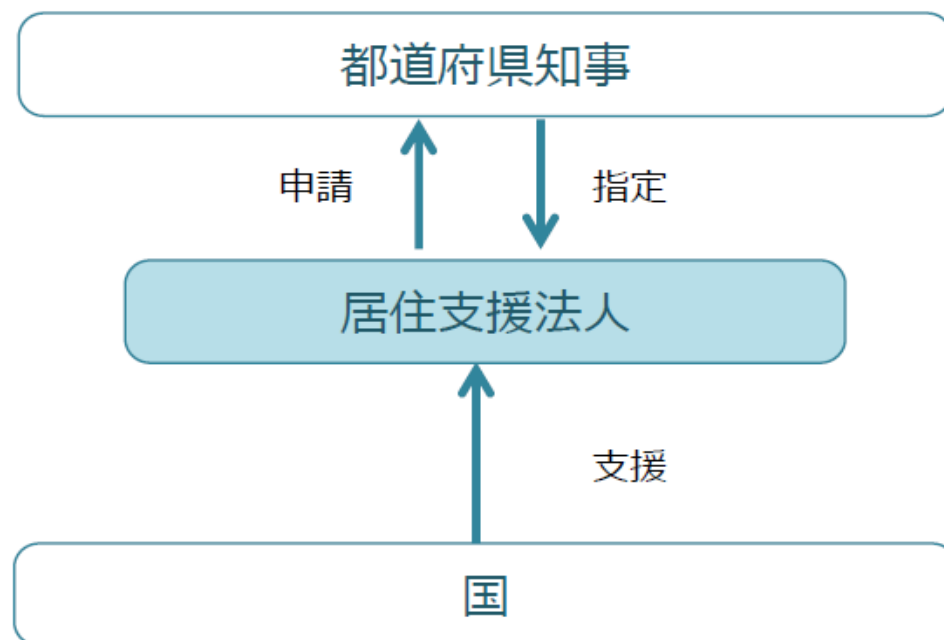 都道府県知事
申請
指定
居住支援法人
支援
国